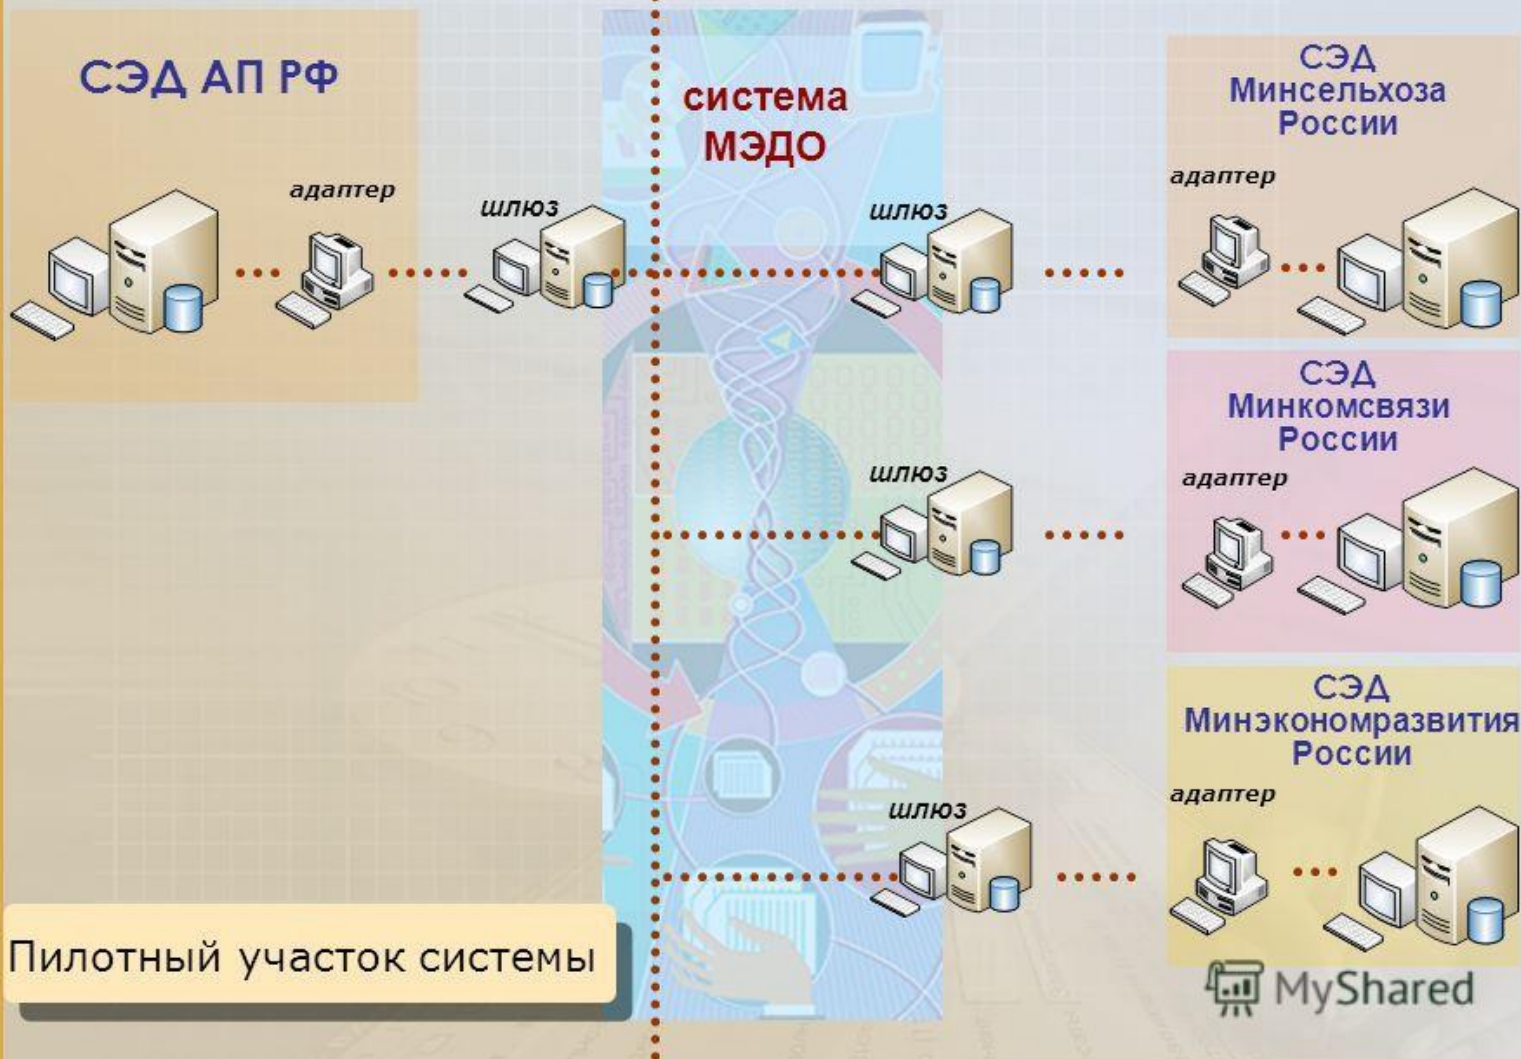 СЭД АП РФ
адаптер
шлюз
система
МЭДО
шлюз
СЭД
Минсельхоза
России
адаптер
шлюз
СЭД
Минкомсвязи
России
адаптер
шлюз
СЭД
Минэкономразвития
России
адаптер
Пилотный участок системы
MyShared